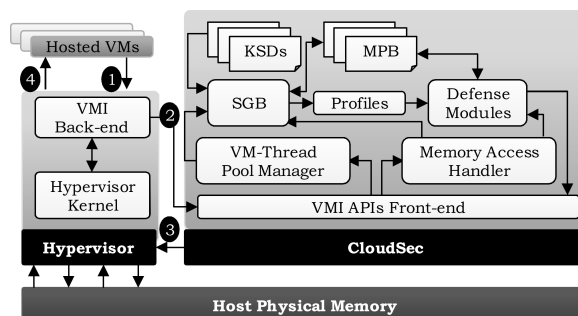 Hosted VMs
KSDs
MPB
4
1
VMI
Back-end
2
SGB
Profiles
Defense
Modules
VM-Thread
Pool Manager
Memory Access
Handler
Hypervisor
Kernel
VMI APIs Front-end
Hypervisor
3
CloudSec
Host Physical Memory